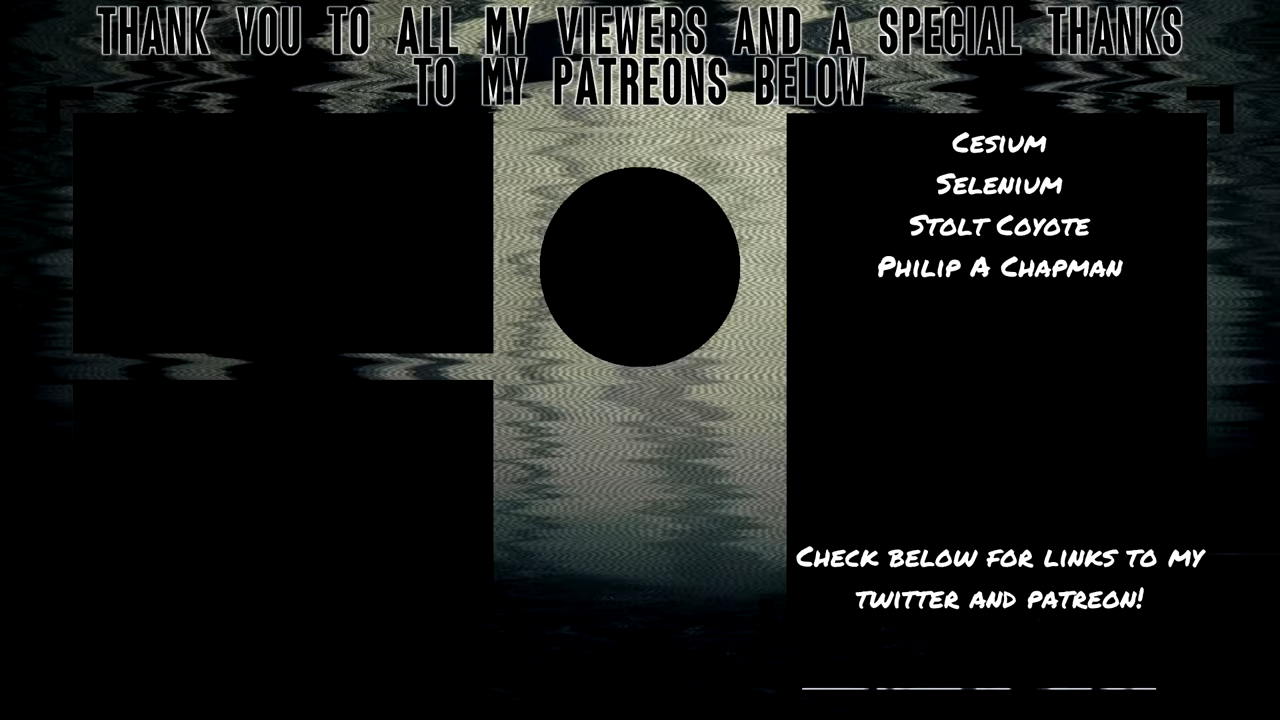 THANK YOU TO ALL MY VIEWERS AND A SPECIAL THANKS
TO MY PATREONS BELOW
Cesium
Selenium
Stolt Coyote
Philip A Chapman
Check below for links to my
twitter and patreon!